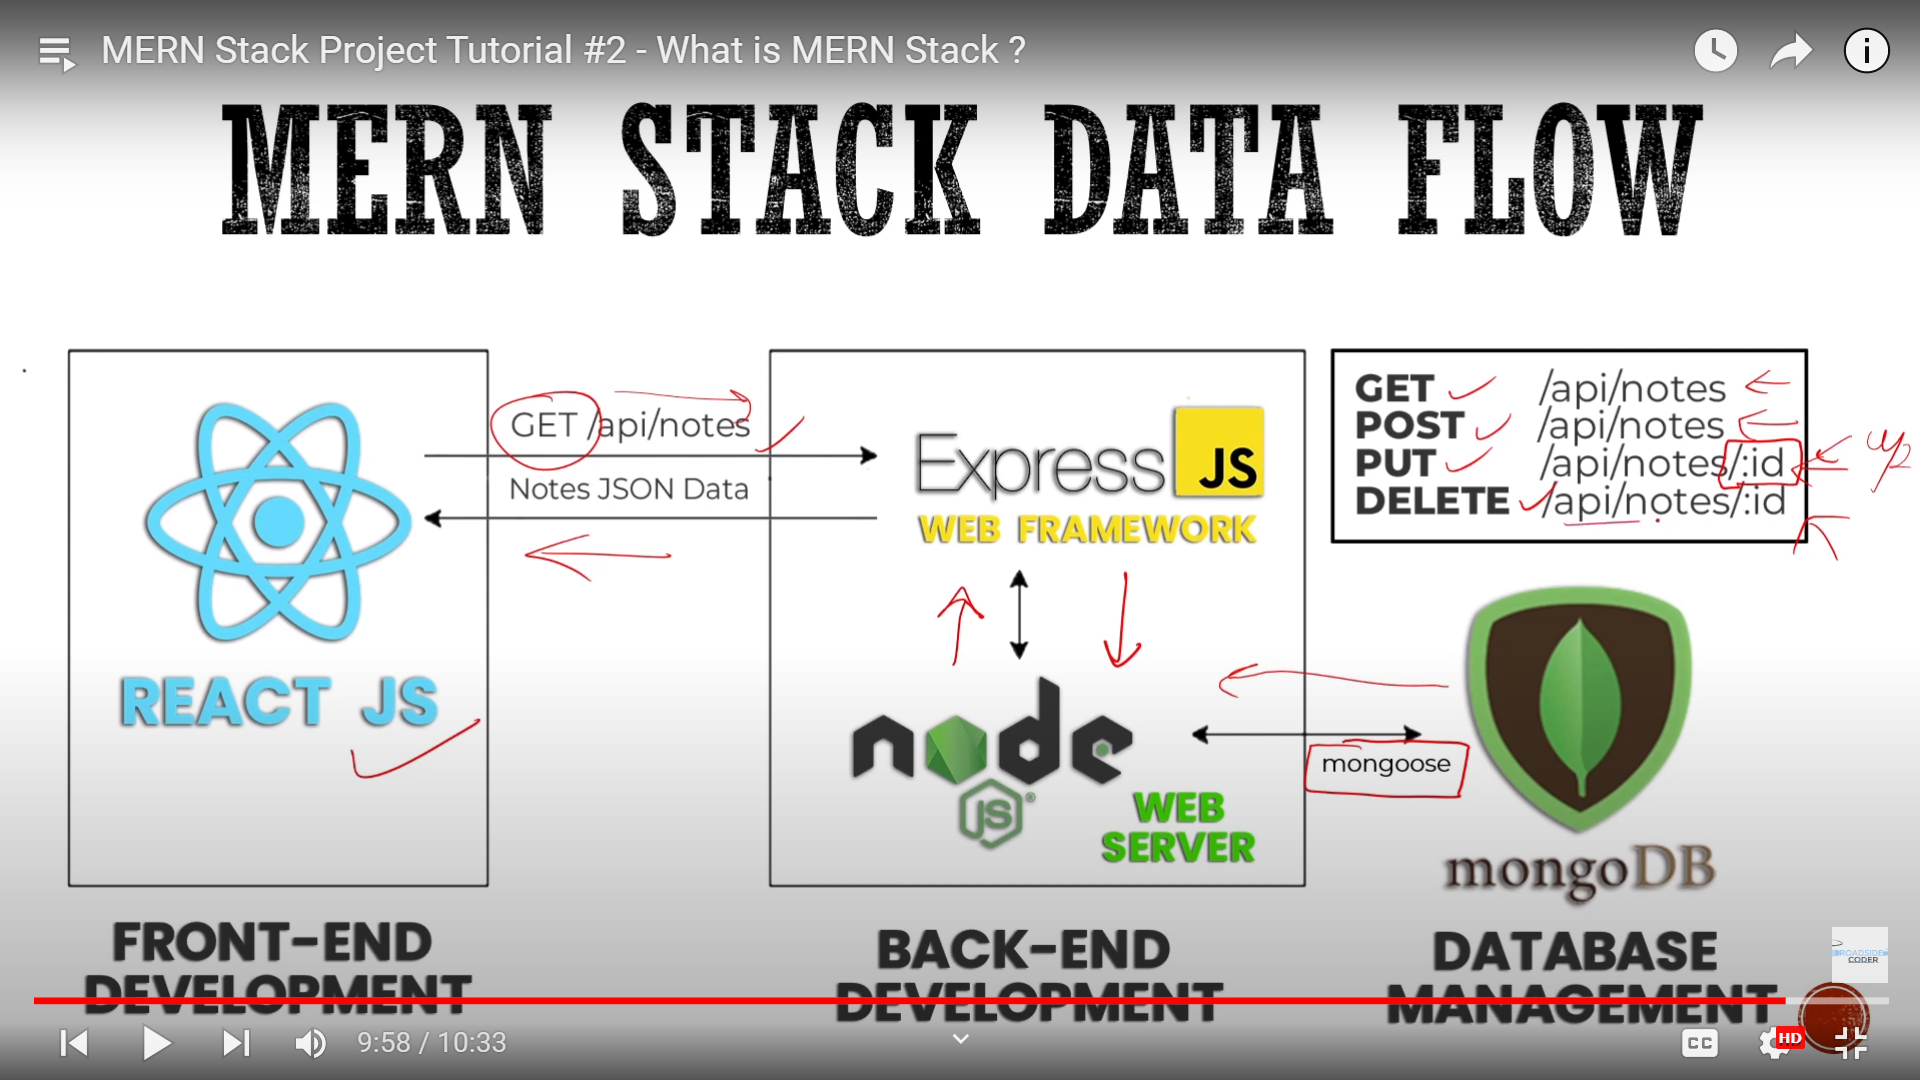 MERN Stack Project Tutorial #2 - What is MERN Stack ?
MERN STACK DATA FLOW
GET /api/notes
Notes JSON Data
REACT JS
Express JS
WEB FRAMEWORK
node
JS
WEB
SERVER
GET /api/notes
POST /api/notes
PUT /api/notes/:id
DELETE /api/notes/:id
up
mongoose
mongoDB
FRONT-END
DEVELOPMENT
BACK-END
DEVELOPMENT
DATABASE
MANAGEMENT
ROADSIDE
CODER
9:58 / 10:33
CC
HD